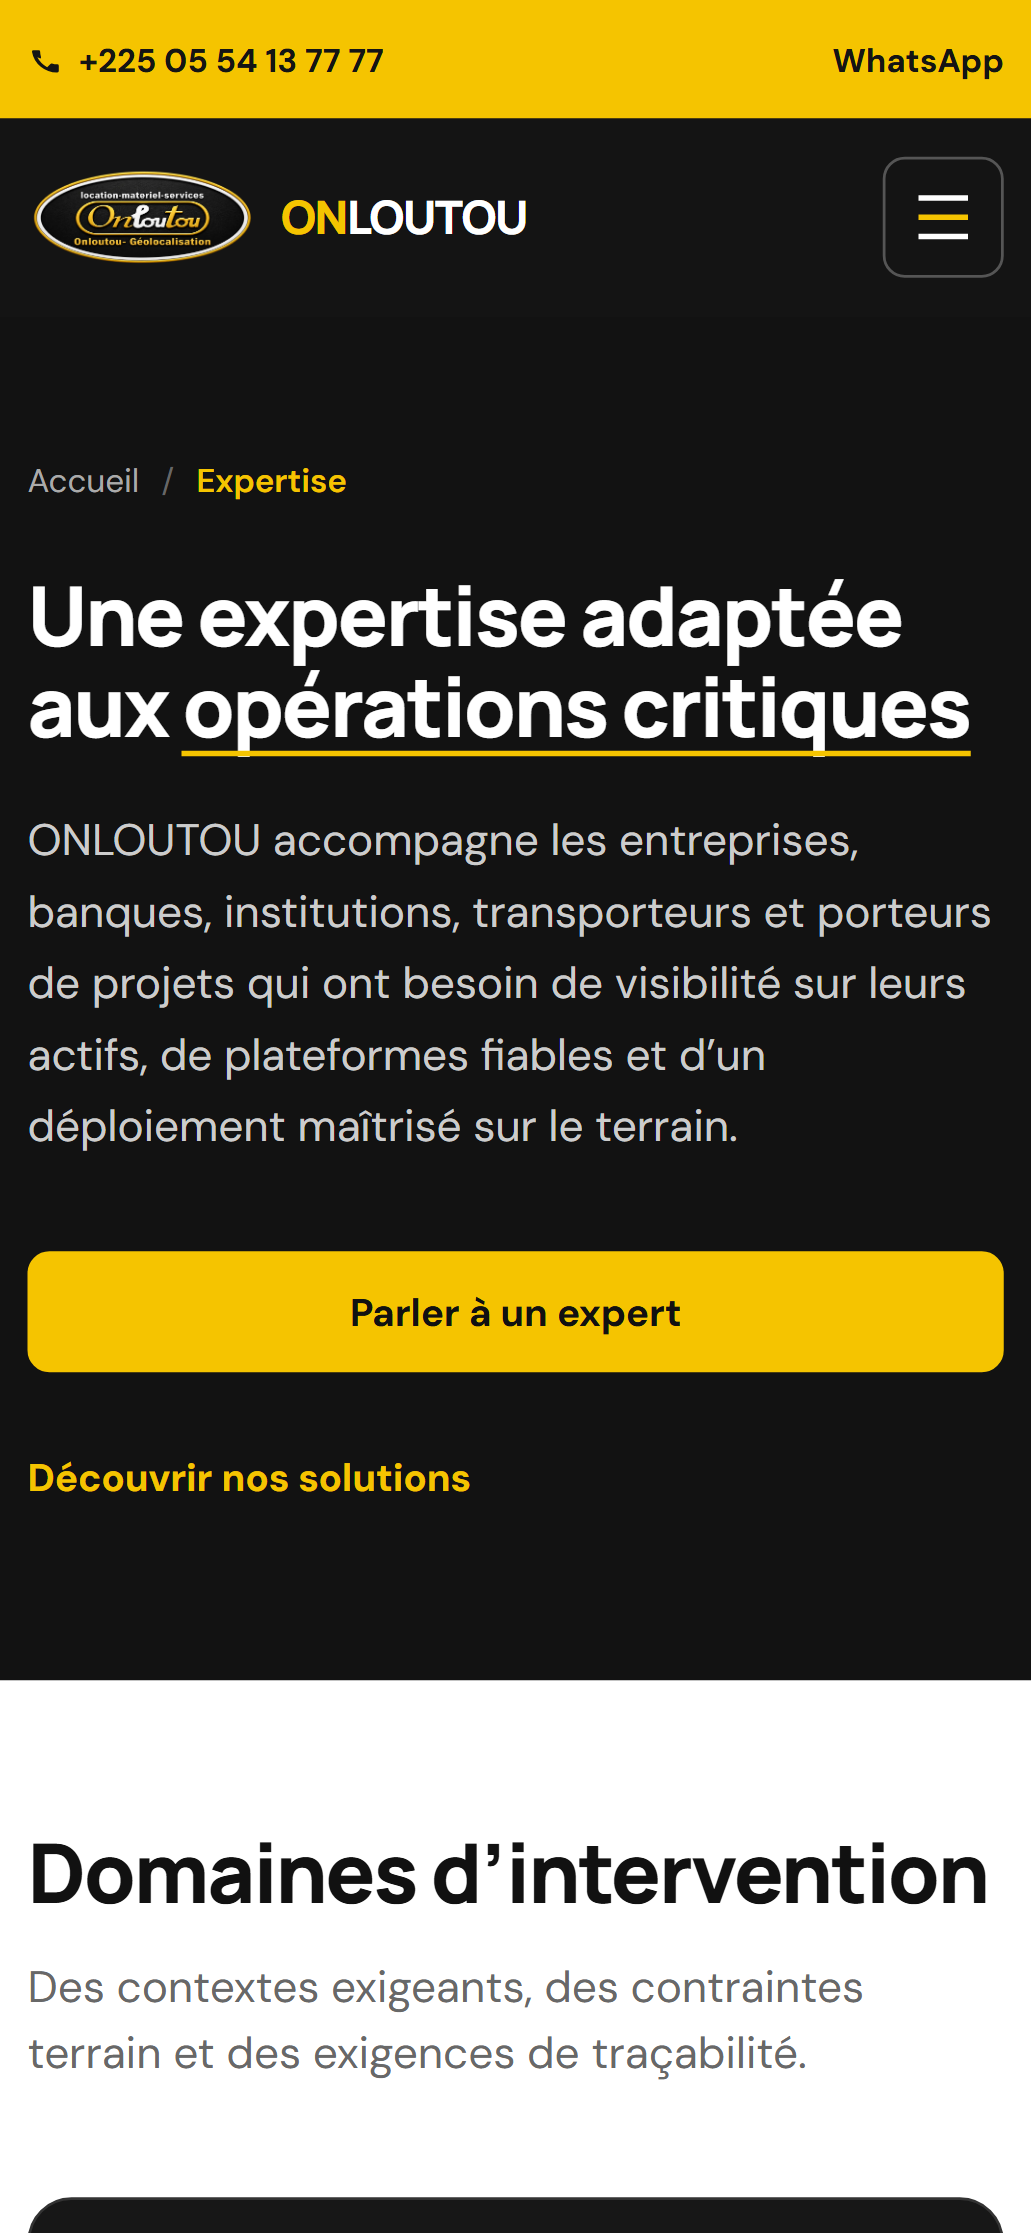 +225 05 54 13 77 77
WhatsApp
location-materiel-services
Onloutou
Onloutou- Géolocalisation
ONLOUTOU
Accueil / Expertise
Une expertise adaptée
aux opérations critiques
ONLOUTOU accompagne les entreprises,
banques, institutions, transporteurs et porteurs
de projets qui ont besoin de visibilité sur leurs
actifs, de plateformes fiables et d’un
déploiement maîtrisé sur le terrain.
Parler à un expert
Découvrir nos solutions
Domaines d’intervention
Des contextes exigeants, des contraintes
terrain et des exigences de traçabilité.